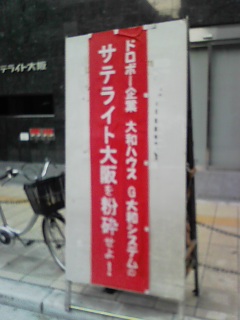 ドロボー企業 大和ハウス G大和システムの
サテライト大阪を粉砕せよ!
テライト大阪